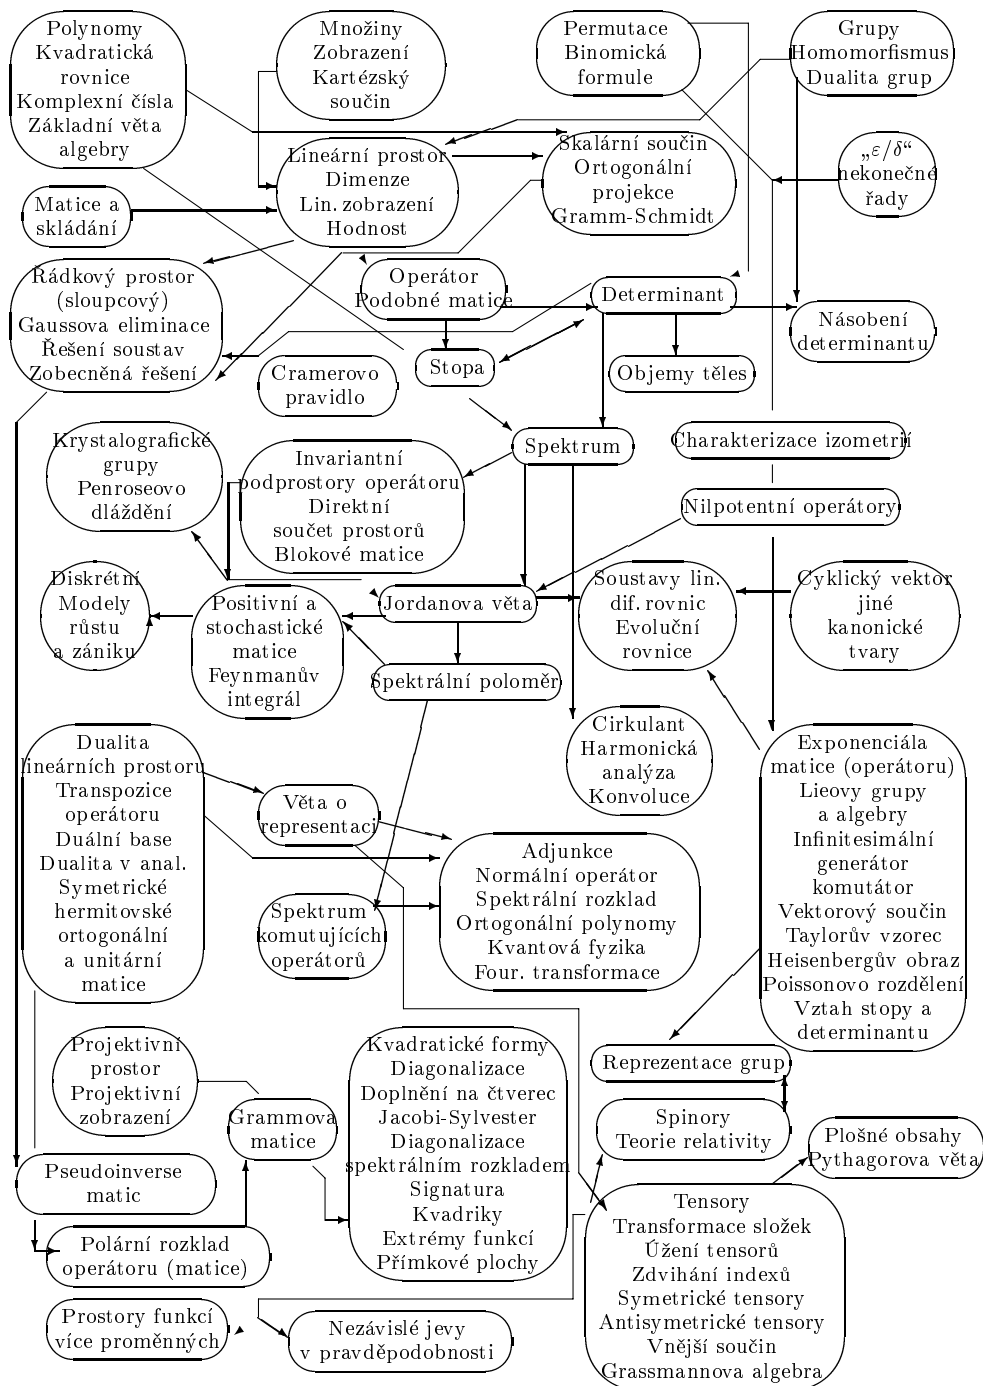 Polynomy
Kvadratická
rovnice
Komplexní čísla
Základní věta
algebry
Množiny
Zobrazení
Kartézský
součin
Permutace
Binomická
formule
Grupy
Homomorfismus
Dualita grup
Lineární prostor
Dimenze
Lin. zobrazení
Hodnost
Skalární součin
Ortogonální
projekce
Gramm-Schmidt
„ε/δ“
nekonečné
řady
Matice a
skládání
Řádkový prostor
(sloupcový)
Gaussova eliminace
Řešení soustav
Zobecněná řešení
Operátor
Podobné matice
Determinant
Násobení
determinantu
Stopa
Objemy těles
Cramerovo
pravidlo
Krystalografické
grupy
Penroseovo
dláždění
Invariantní
podprostory operátoru
Direktní
součet prostorů
Blokové matice
Spektrum
Charakterizace izometrií
Nilpotentní operátory
Diskrétní
Modely
růstu
a zániku
Positivní a
stochastické
matice
Feynmanův
integrál
Jordanova věta
Soustavy lin.
dif. rovnic
Evoluční
rovnice
Cyklický vektor
jiné
kanonické
tvary
Spektrální poloměr
Cirkulant
Harmonická
analýza
Konvoluce
Dualita
lineárních prostoru
Transpozice
operátoru
Duální base
Dualita v anal.
Symetrické
hermitovské
ortogonální
a unitární
matice
Věta o
representaci
Exponenciála
matice (operátoru)
Lieovy grupy
a algebry
Infinitesimální
generátor
komutátor
Vektorový součin
Taylorův vzorec
Heisenbergův obraz
Poissonovo rozdělení
Vztah stopy a
determinantu
Adjunkce
Normální operátor
Spektrální rozklad
Ortogonální polynomy
Kvantová fyzika
Four. transformace
Spektrum
komutujících
operátorů
Projektivní
prostor
Projektivní
zobrazení
Grammova
matice
Kvadratické formy
Diagonalizace
Doplnění na čtverec
Jacobi-Sylvester
Diagonalizace
spektrálním rozkladem
Signatura
Kvadriky
Extrémy funkcí
Přímkové plochy
Reprezentace grup
Spinory
Teorie relativity
Plošné obsahy
Pythagorova věta
Pseudoinverse
matic
Polární rozklad
operátoru (matice)
Tensory
Transformace složek
Úžení tensorů
Zdvihání indexů
Symetrické tensory
Antisymetrické tensory
Vnější součin
Grassmannova algebra
Prostory funkcí
více proměnných
Nezávislé jevy
v pravděpodobnosti